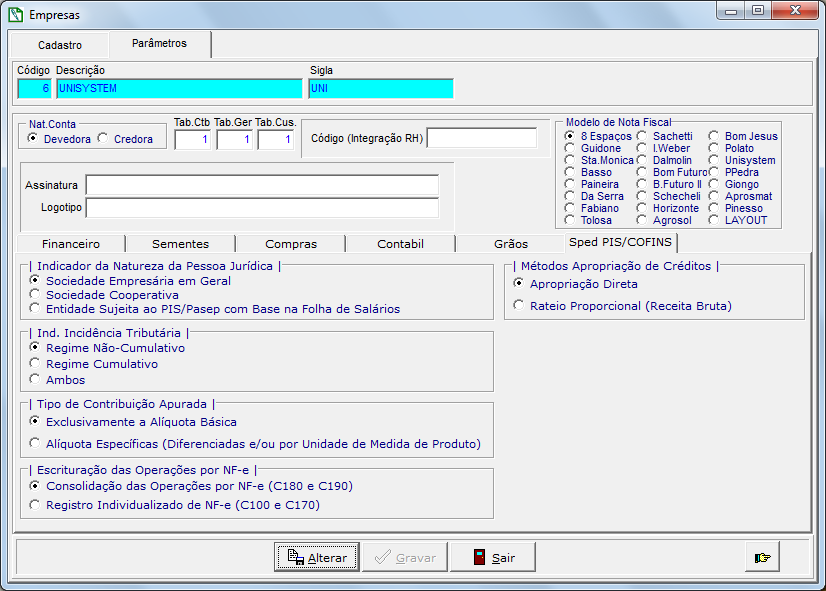 Empresas
Cadastro Parâmetros
Código Descrição Sigla
6 UNISYSTEM UNI
Nat.Conta
Devedora Credora
Tab.Ctb Tab.Ger Tab.Cus.
1 1 1
Código (Integração RH)
Modelo de Nota Fiscal
8 Espaços Sachetti Bom Jesus
Guidone I.Weber Polato
Sta.Monica Dalmolin Unisystem
Basso Bom Futuro PPedra
Paineira B.Futuro II Giongo
Da Serra Schecheli Aprosmat
Fabiano Horizonte Pinesso
Tolosa Agrosol LAYOUT
Assinatura
Logotipo
Financeiro Sementes Compras Contabil Grãos Sped PIS/COFINS
| Indicador da Natureza da Pessoa Jurídica |
Sociedade Empresária em Geral
Sociedade Cooperativa
Entidade Sujeita ao PIS/Pasep com Base na Folha de Salários
| Métodos Apropriação de Créditos |
Apropriação Direta
Rateio Proporcional (Receita Bruta)
| Ind. Incidência Tributária |
Regime Não-Cumulativo
Regime Cumulativo
Ambos
| Tipo de Contribuição Apurada |
Exclusivamente a Alíquota Básica
Alíquota Específicas (Diferenciadas e/ou por Unidade de Medida de Produto)
| Escrituração das Operações por NF-e |
Consolidação das Operações por NF-e (C180 e C190)
Registro Individualizado de NF-e (C100 e C170)
Alterar Gravar Sair